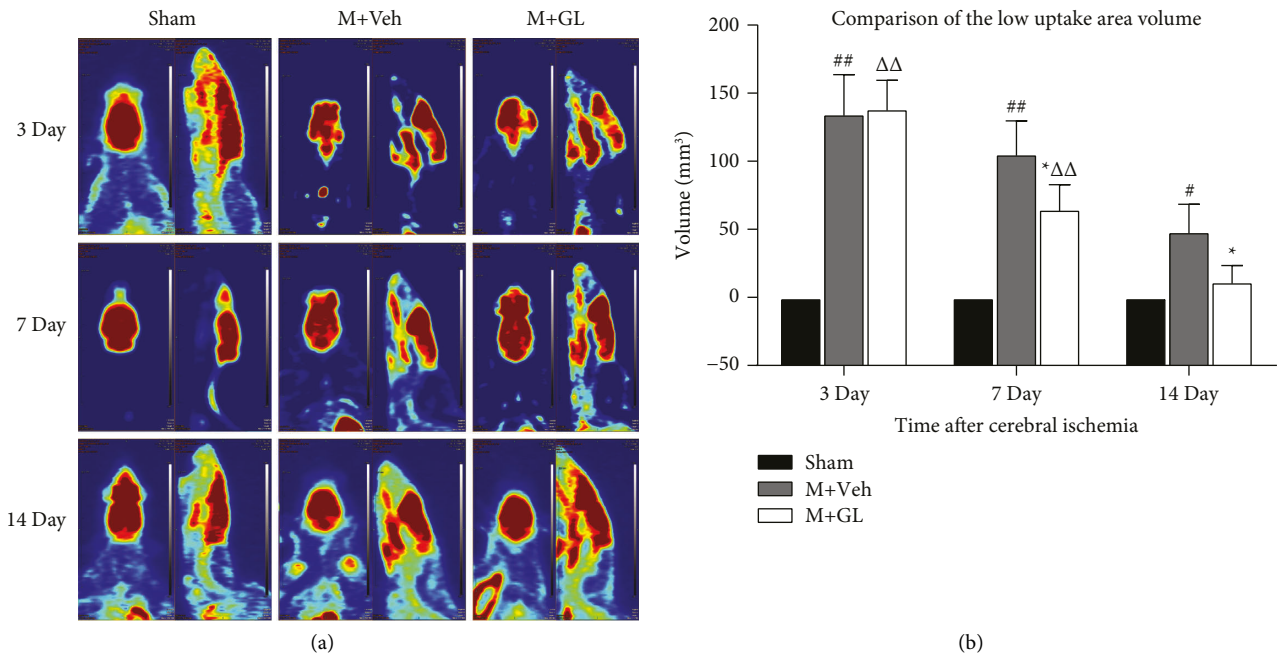 Sham
M+Veh
M+GL
3 Day
7 Day
14 Day
(a)
Comparison of the low uptake area volume
Volume (mm³)
200
150
100
50
0
−50
##
ΔΔ
##
*ΔΔ
#
*
3 Day
7 Day
14 Day
Time after cerebral ischemia
Sham
M+Veh
M+GL
(b)